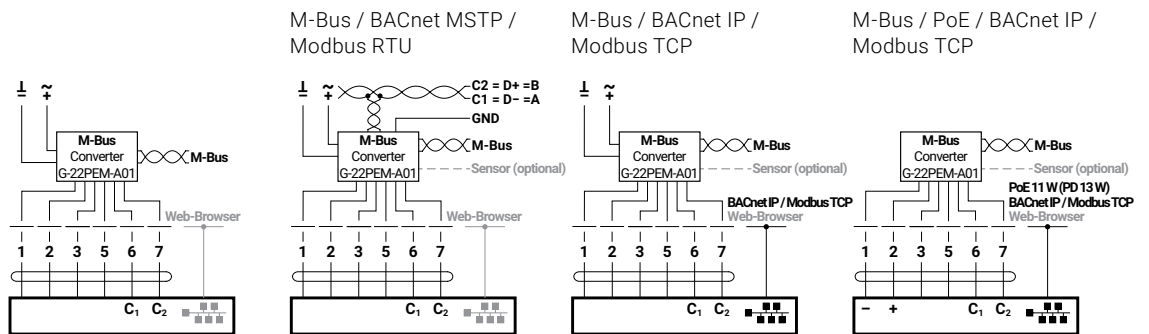 M-Bus / BACnet MSTP /
Modbus RTU
M-Bus / BACnet IP /
Modbus TCP
M-Bus / PoE / BACnet IP /
Modbus TCP
⊥ ~
= +
M-Bus
Converter
G-22PEM-A01
M-Bus
Web-Browser
1 2 3 5 6 7
C₁ C₂
⊥ ~
= +
C2 = D+ =B
C1 = D− =A
GND
M-Bus
Converter
G-22PEM-A01
M-Bus
Sensor (optional)
Web-Browser
1 2 3 5 6 7
C₁ C₂
⊥ ~
= +
M-Bus
Converter
G-22PEM-A01
M-Bus
Sensor (optional)
BACnet IP / Modbus TCP
Web-Browser
1 2 3 5 6 7
C₁ C₂
M-Bus
Converter
G-22PEM-A01
M-Bus
Sensor (optional)
PoE 11 W (PD 13 W)
BACnet IP / Modbus TCP
Web-Browser
1 2 3 5 6 7
− + C₁ C₂